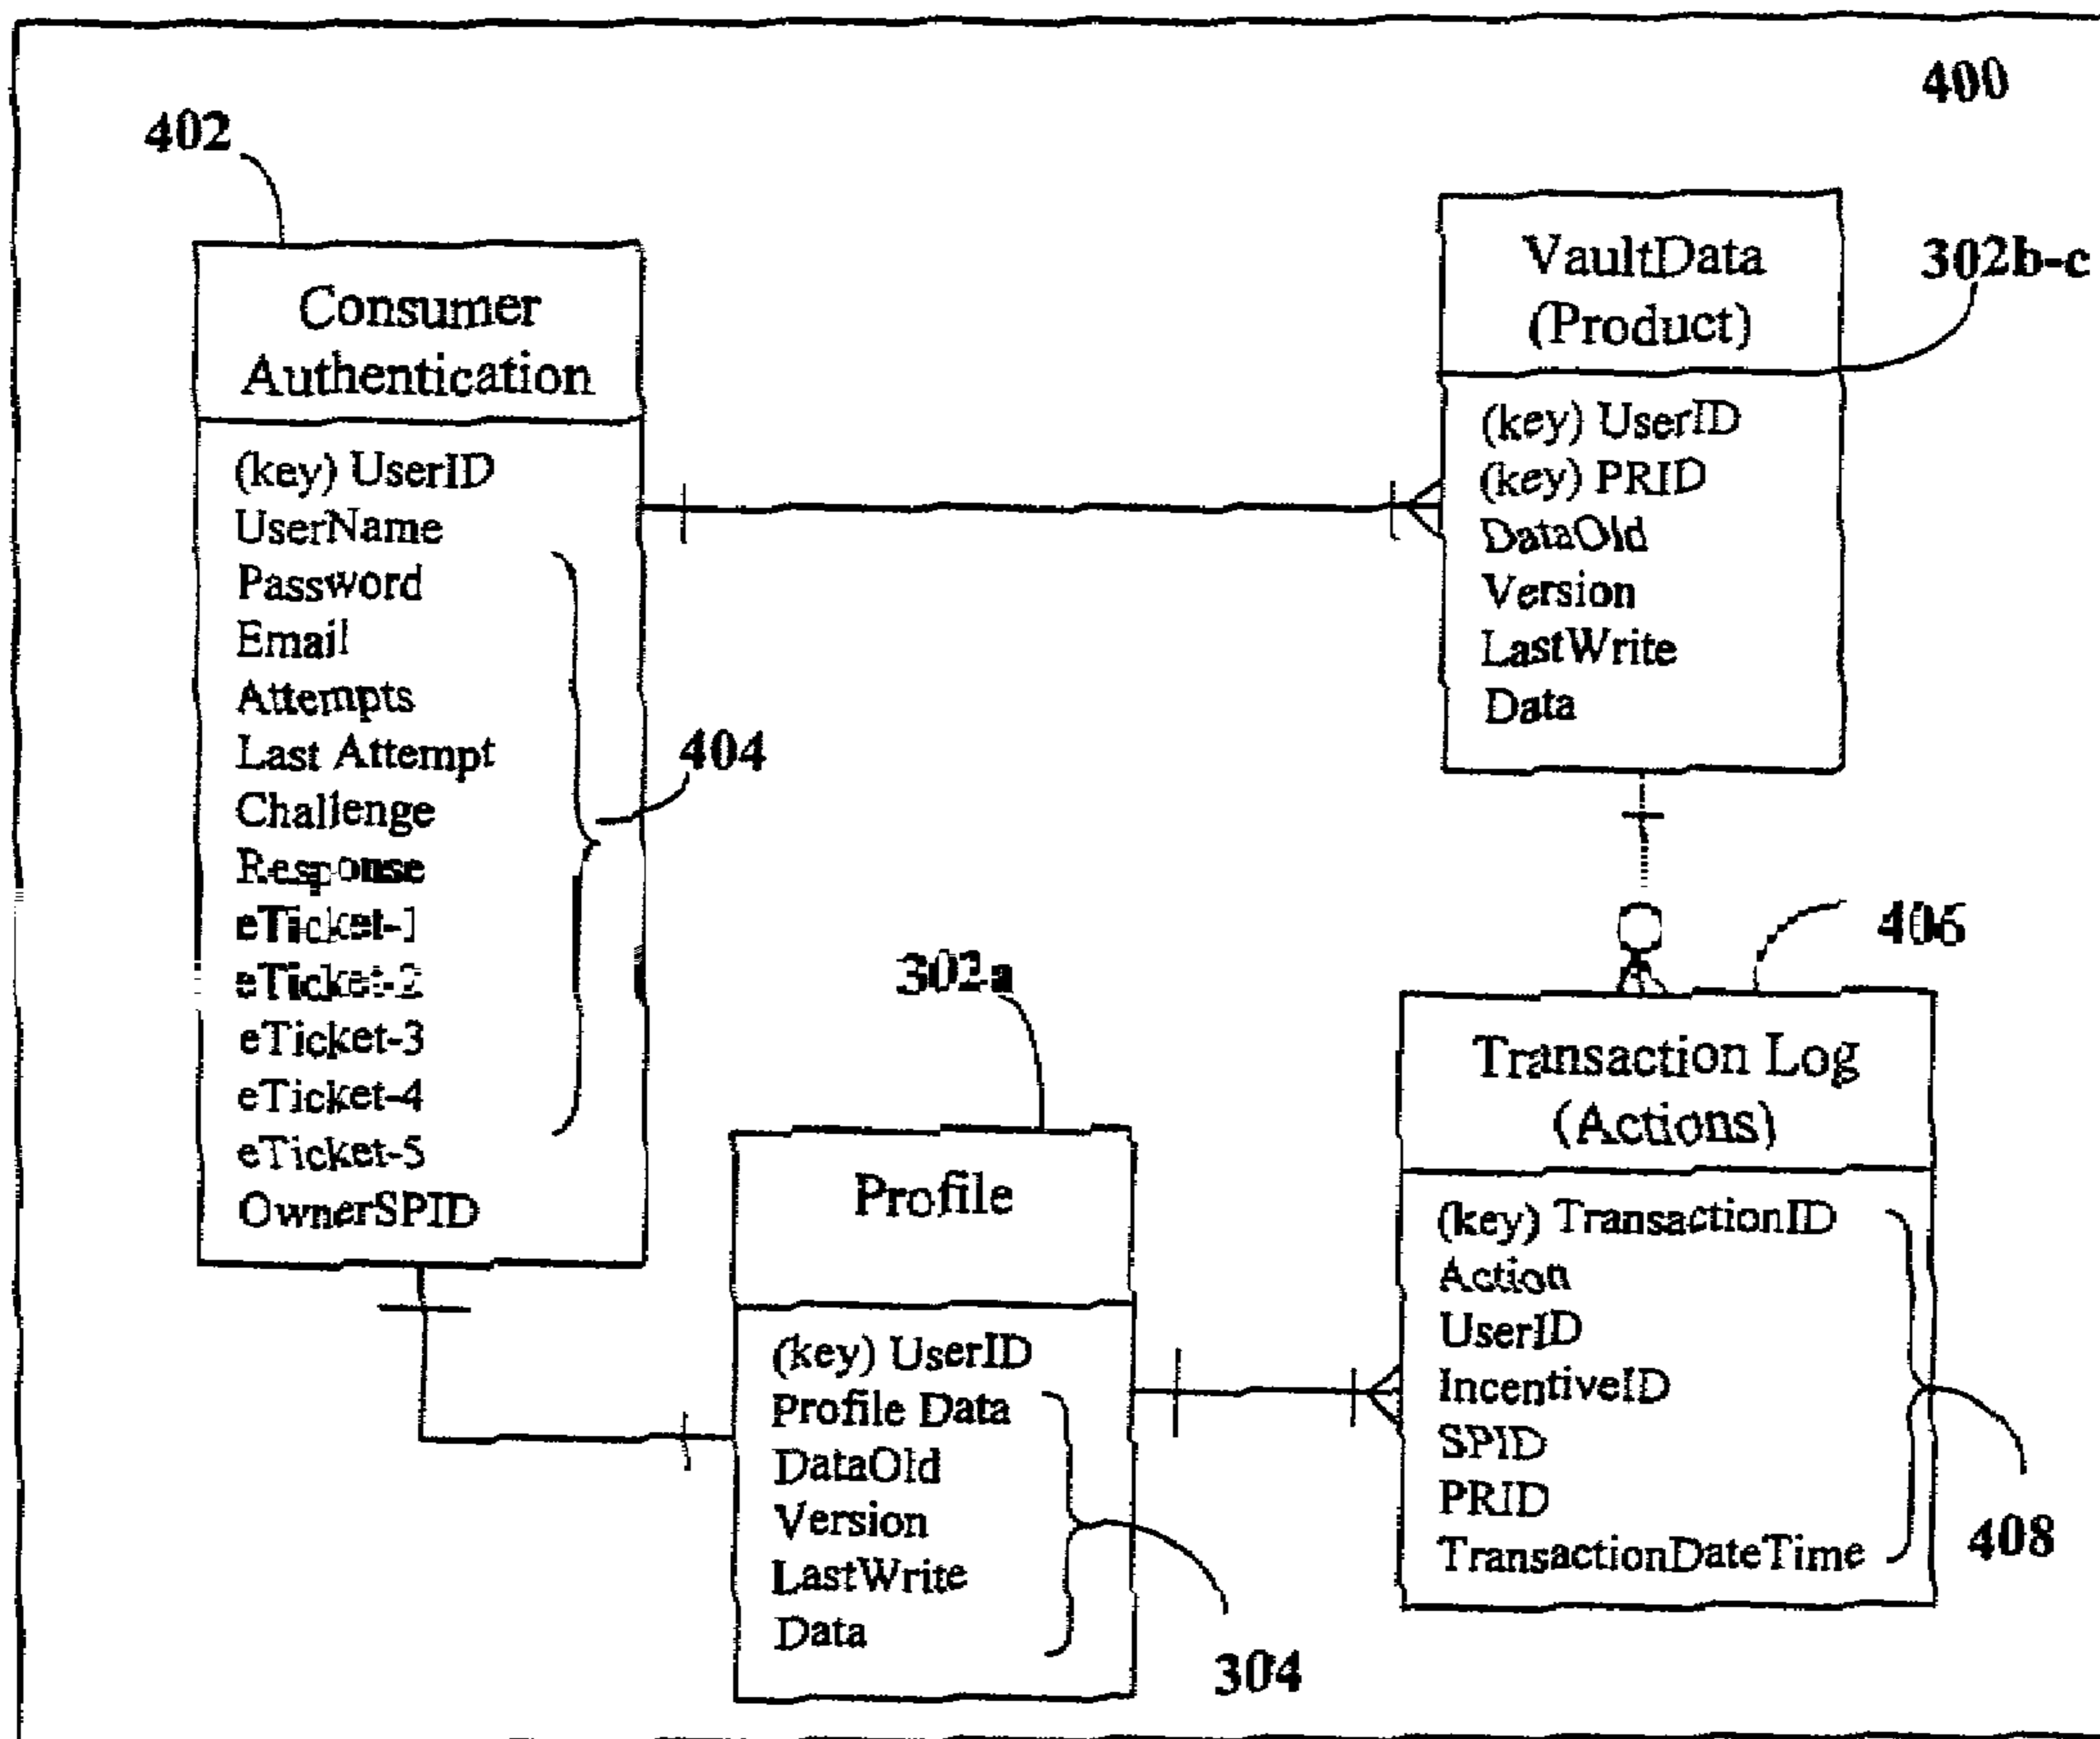 400
402
Consumer
Authentication
(key) UserID
UserName
Password
Email
Attempts
Last Attempt
Challenge
Response
eTicket-1
eTicket-2
eTicket-3
eTicket-4
eTicket-5
OwnerSPID
404
VaultData
(Product)
302b-c
(key) UserID
(key) PRID
DataOld
Version
LastWrite
Data
302a
Profile
(key) UserID
Profile Data
DataOld
Version
LastWrite
Data
304
406
Transaction Log
(Actions)
(key) TransactionID
Action
UserID
IncentiveID
SPID
PRID
TransactionDateTime
408